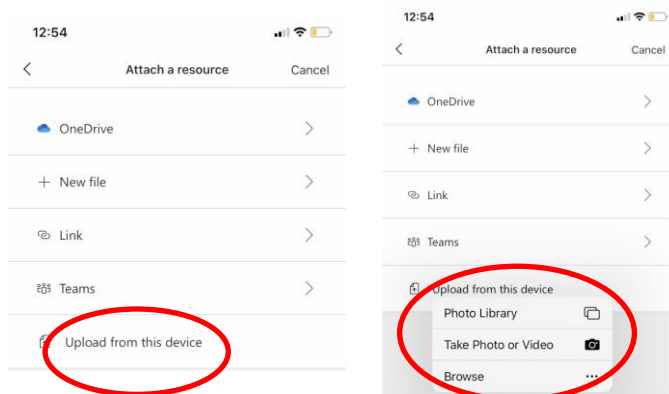 12:54
Attach a resource
Cancel
OneDrive
+ New file
Link
Teams
Upload from this device
12:54
Attach a resource
Cancel
OneDrive
+ New file
Link
Teams
Upload from this device
Photo Library
Take Photo or Video
Browse